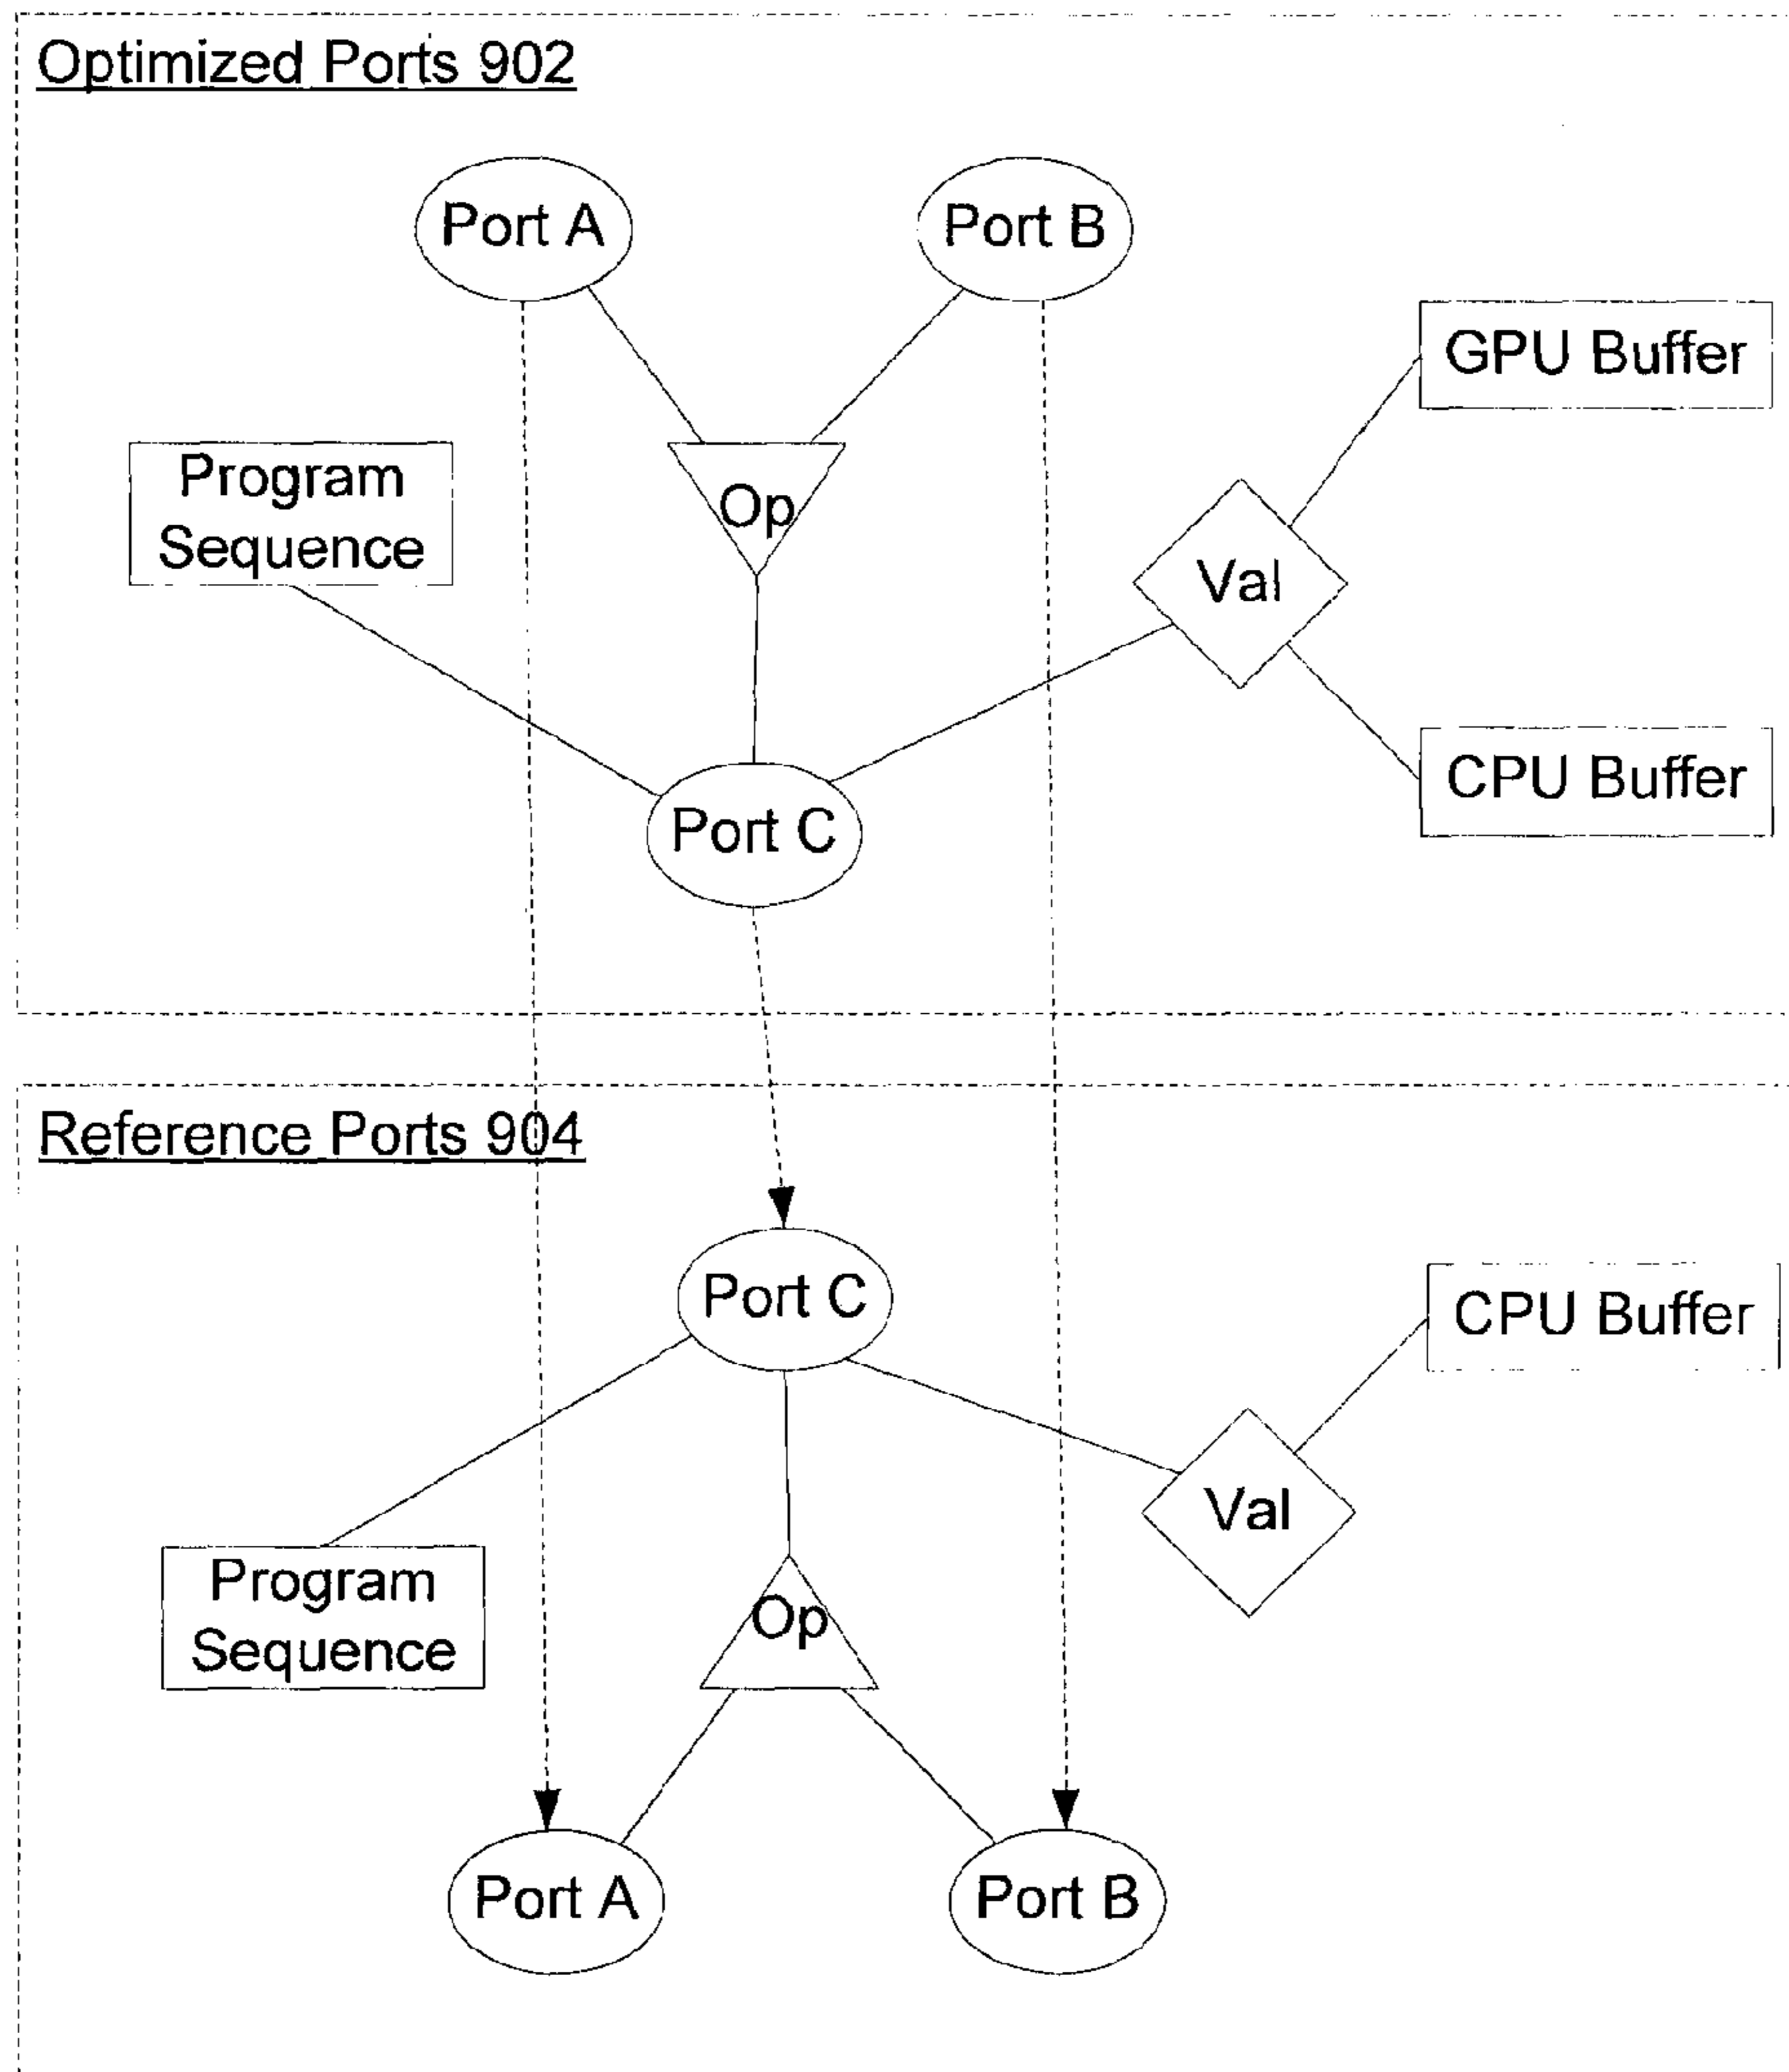 Optimized Ports 902
Port A
Port B
GPU Buffer
Program
Sequence
Op
Val
CPU Buffer
Port C
Reference Ports 904
Port C
CPU Buffer
Val
Program
Sequence
Op
Port A
Port B